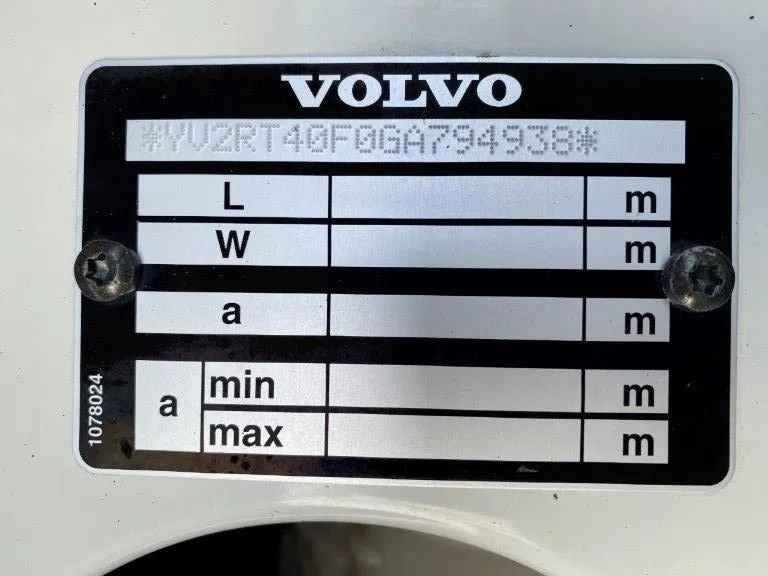 VOLVO
*YV2RT40F0GA794938*
L m
W m
a m
a min m
max m
1078024